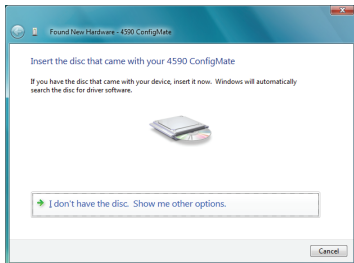 Found New Hardware - 4590 ConfigMate
Insert the disc that came with your 4590 ConfigMate
If you have the disc that came with your device, insert it now. Windows will automatically
search the disc for driver software.
I don't have the disc. Show me other options.
Cancel